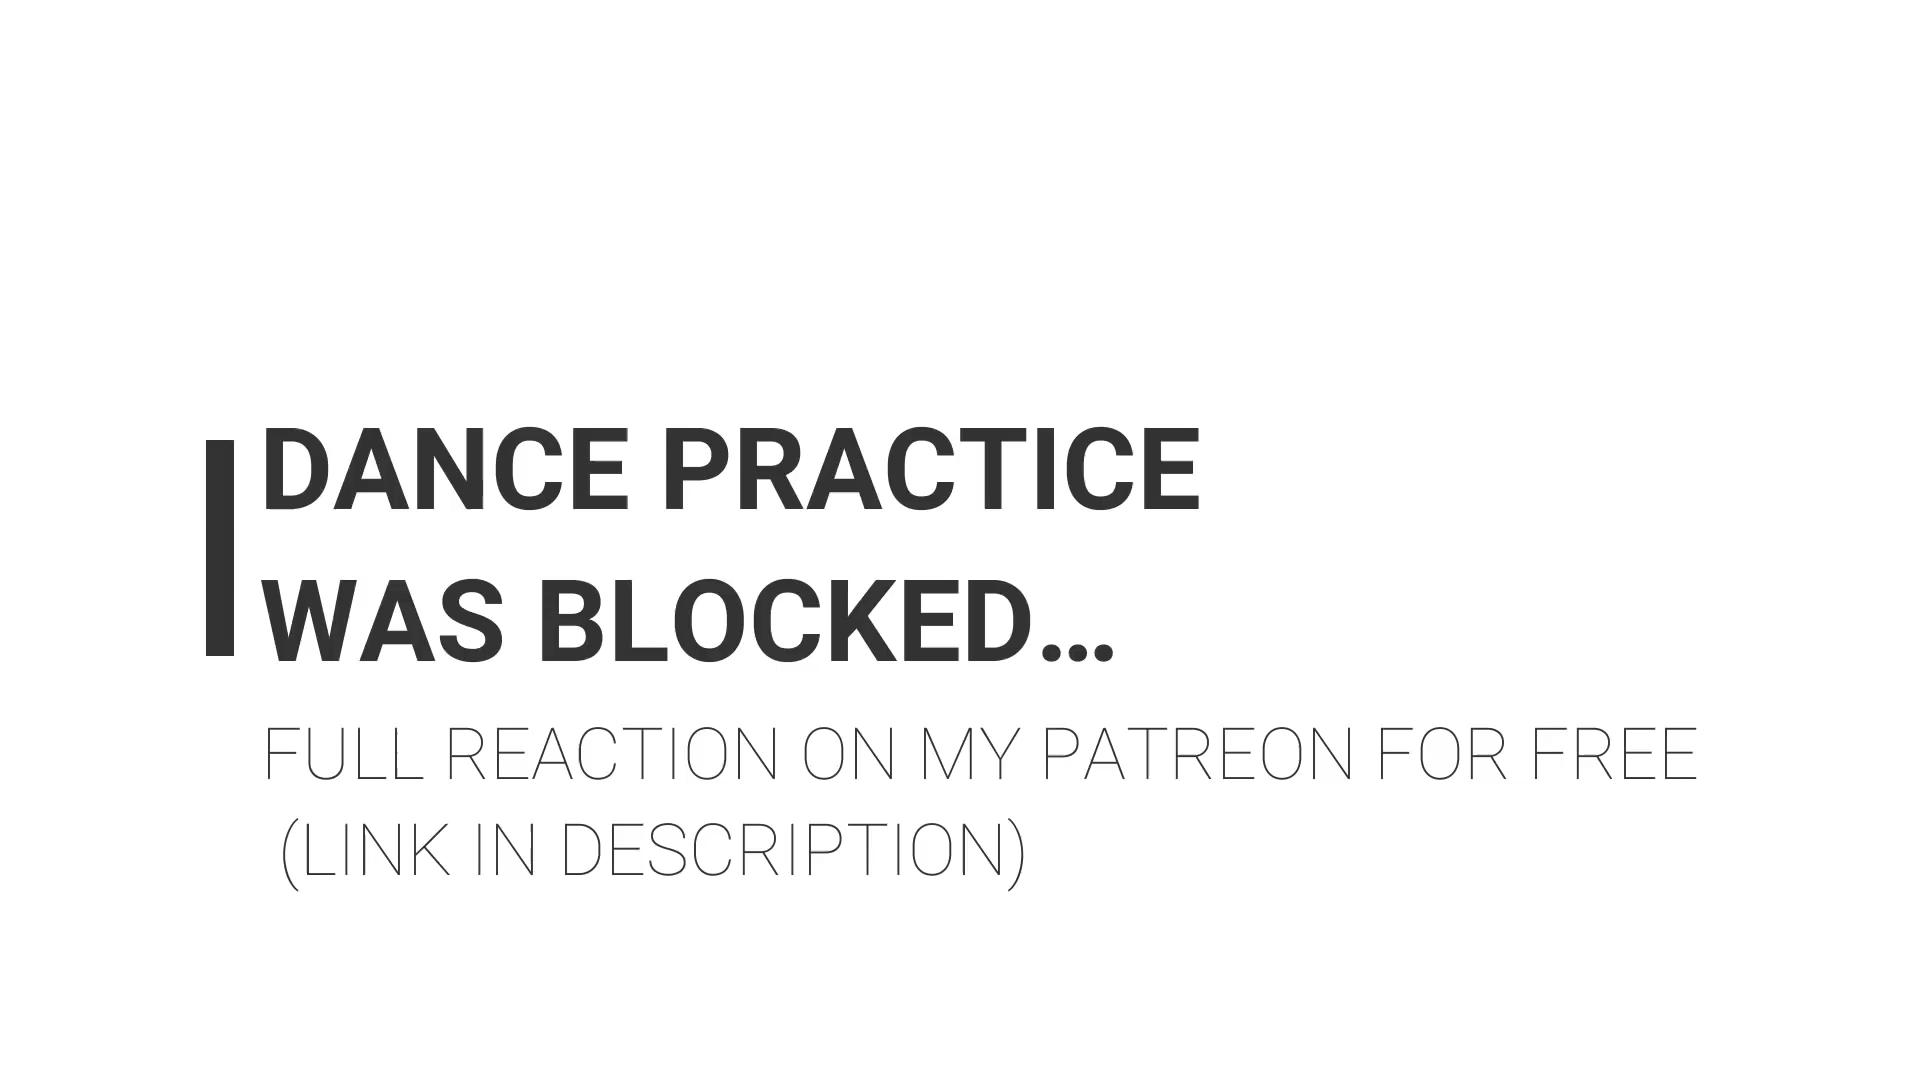 DANCE PRACTICE
WAS BLOCKED...
FULL REACTION ON MY PATREON FOR FREE
(LINK IN DESCRIPTION)